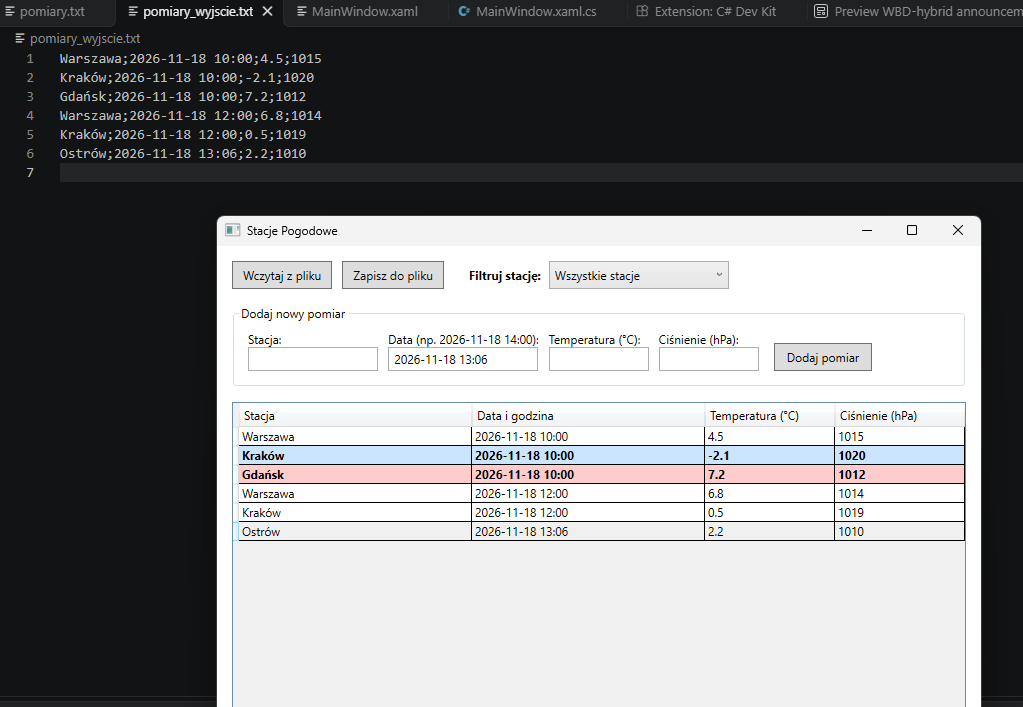 pomiary.txt pomiary_wyjscie.txt MainWindow.xaml MainWindow.xaml.cs Extension: C# Dev Kit Preview WBD-hybrid announcem
pomiary_wyjscie.txt
1 Warszawa;2026-11-18 10:00;4.5;1015
2 Kraków;2026-11-18 10:00;-2.1;1020
3 Gdańsk;2026-11-18 10:00;7.2;1012
4 Warszawa;2026-11-18 12:00;6.8;1014
5 Kraków;2026-11-18 12:00;0.5;1019
6 Ostrów;2026-11-18 13:06;2.2;1010
7
Stacje Pogodowe
Wczytaj z pliku Zapisz do pliku Filtruj stację: Wszystkie stacje
Dodaj nowy pomiar
Stacja: Data (np. 2026-11-18 14:00): Temperatura (°C): Ciśnienie (hPa):
2026-11-18 13:06 Dodaj pomiar
Stacja Data i godzina Temperatura (°C) Ciśnienie (hPa)
Warszawa 2026-11-18 10:00 4.5 1015
Kraków 2026-11-18 10:00 -2.1 1020
Gdańsk 2026-11-18 10:00 7.2 1012
Warszawa 2026-11-18 12:00 6.8 1014
Kraków 2026-11-18 12:00 0.5 1019
Ostrów 2026-11-18 13:06 2.2 1010